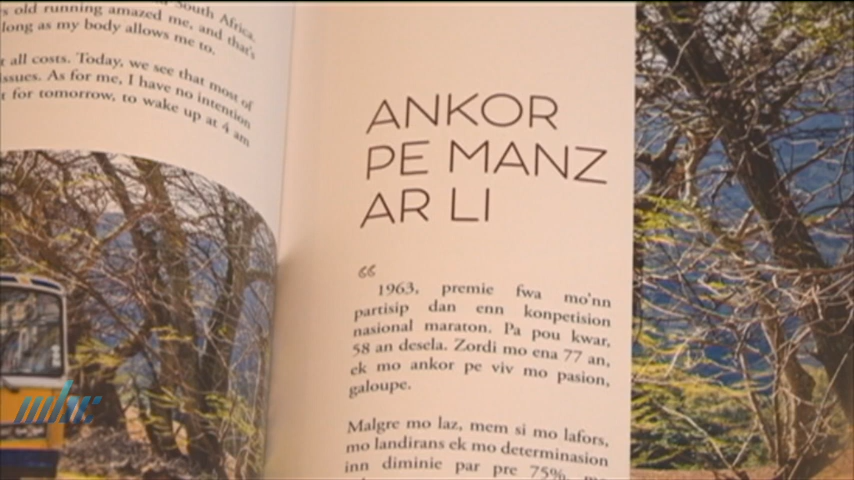 South Africa.
s old running amazed me, and that's
long as my body allows me to.
t all costs. Today, we see that most of
issues. As for me, I have no intention
t for tomorrow, to wake up at 4 am
ANKOR
PE MANZ
AR LI
“
1963, premie fwa mo'nn
partisip dan enn konpetision
nasional maraton. Pa pou kwar,
58 an desela. Zordi mo ena 77 an,
ek mo ankor pe viv mo pasion,
galoupe.
Malgre mo laz, mem si mo lafors,
mo landirans ek mo determinasion
inn diminie par pre 75%,
mbc